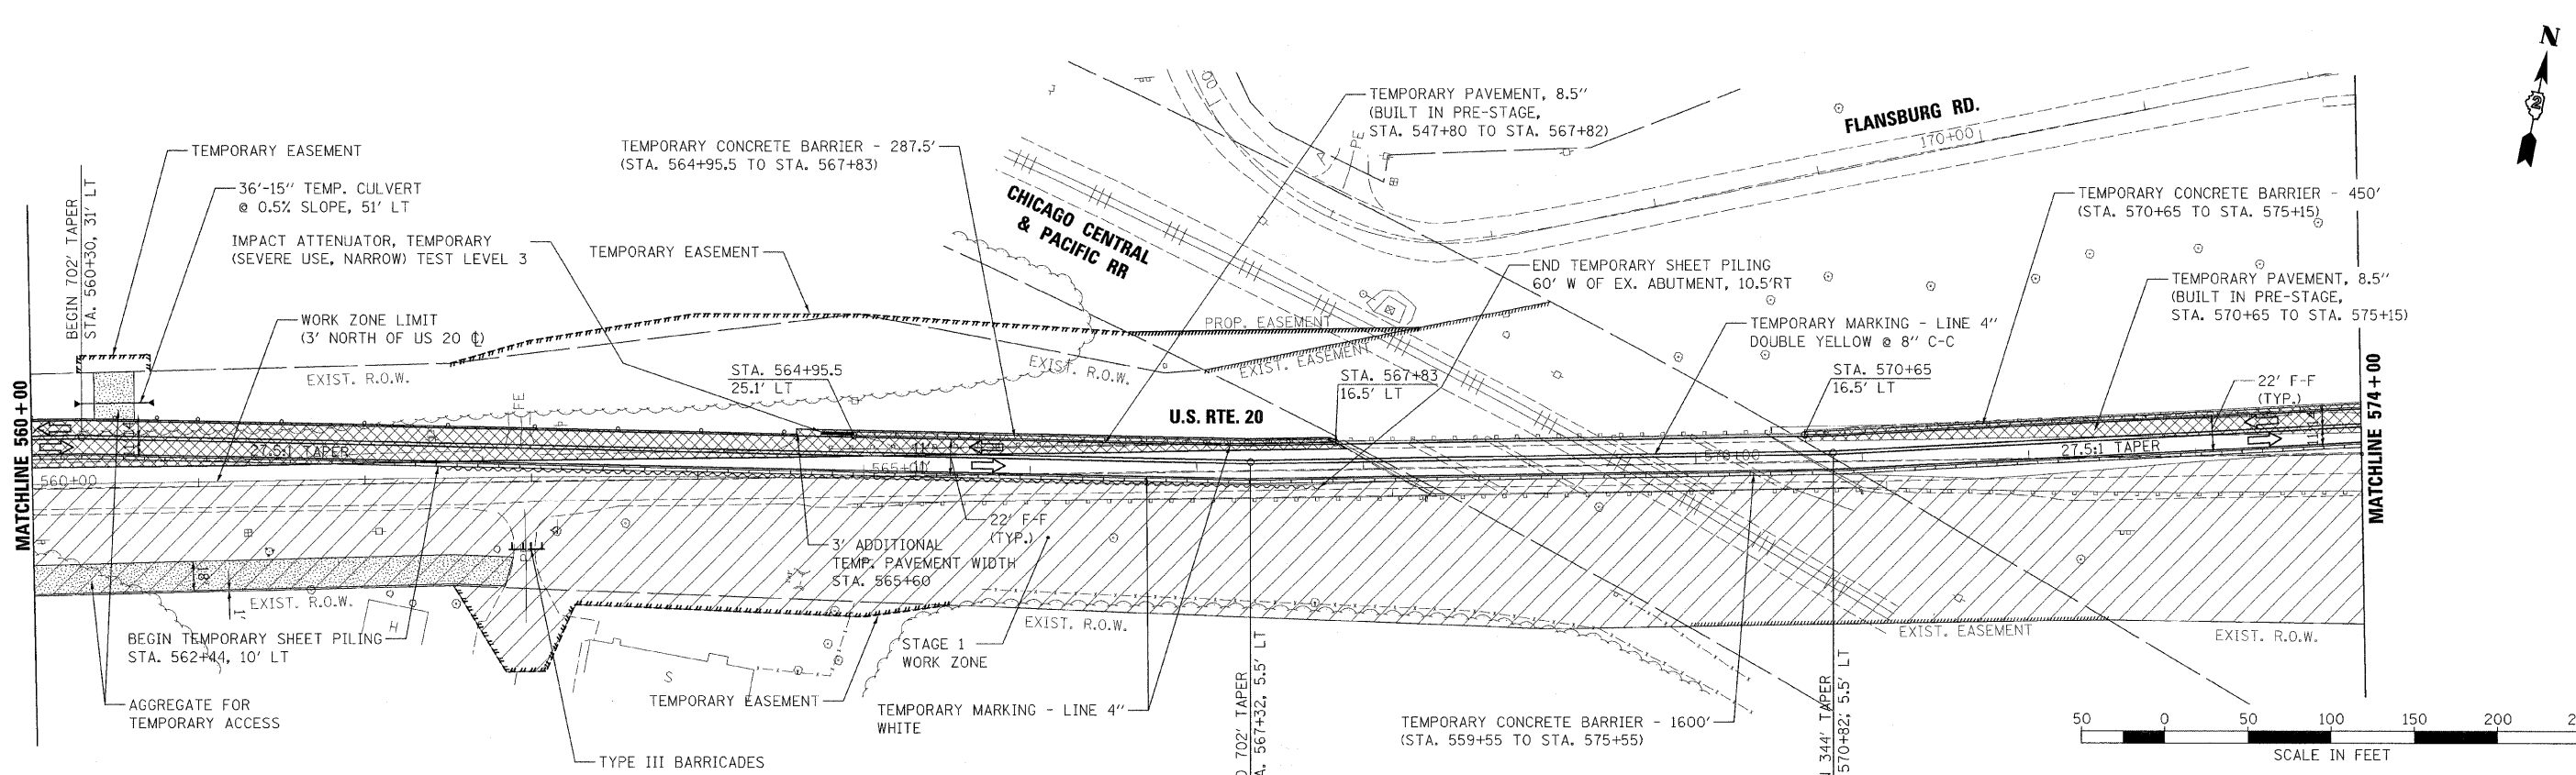 N
2
TEMPORARY EASEMENT
36'-15" TEMP. CULVERT
@ 0.5% SLOPE, 51' LT
IMPACT ATTENUATOR, TEMPORARY
(SEVERE USE, NARROW) TEST LEVEL 3
WORK ZONE LIMIT
(3' NORTH OF US 20 ℄)
BEGIN 702' TAPER
STA. 560+30, 31' LT
TEMPORARY CONCRETE BARRIER - 287.5'
(STA. 564+95.5 TO STA. 567+83)
TEMPORARY EASEMENT
CHICAGO CENTRAL
& PACIFIC RR
TEMPORARY PAVEMENT, 8.5"
(BUILT IN PRE-STAGE,
STA. 547+80 TO STA. 567+82)
PE
FLANSBURG RD.
170+00
TEMPORARY CONCRETE BARRIER - 450'
(STA. 570+65 TO STA. 575+15)
END TEMPORARY SHEET PILING
60' W OF EX. ABUTMENT, 10.5'RT
TEMPORARY PAVEMENT, 8.5"
(BUILT IN PRE-STAGE,
STA. 570+65 TO STA. 575+15)
TEMPORARY MARKING - LINE 4"
DOUBLE YELLOW @ 8" C-C
PROP. EASEMENT
EXIST. EASEMENT
EXIST. R.O.W.
EXIST. R.O.W.
STA. 564+95.5
25.1' LT
STA. 567+83
16.5' LT
STA. 570+65
16.5' LT
22' F-F
(TYP.)
U.S. RTE. 20
MATCHLINE 560+00
MATCHLINE 574+00
FE
27.5:1 TAPER
11'
11'
565+00
570+00
27.5:1 TAPER
560+00
22' F-F
(TYP.)
3' ADDITIONAL
TEMP. PAVEMENT WIDTH
STA. 565+60
18'
1'
EXIST. R.O.W.
H
BEGIN TEMPORARY SHEET PILING
STA. 562+44, 10' LT
STAGE 1
WORK ZONE
EXIST. R.O.W.
EXIST. EASEMENT
EXIST. R.O.W.
S
TEMPORARY EASEMENT
AGGREGATE FOR
TEMPORARY ACCESS
TEMPORARY MARKING - LINE 4"
WHITE
702' TAPER
567+32, 5.5' LT
TEMPORARY CONCRETE BARRIER - 1600'
(STA. 559+55 TO STA. 575+55)
344' TAPER
570+82, 5.5' LT
TYPE III BARRICADES
50 0 50 100 150 200
SCALE IN FEET